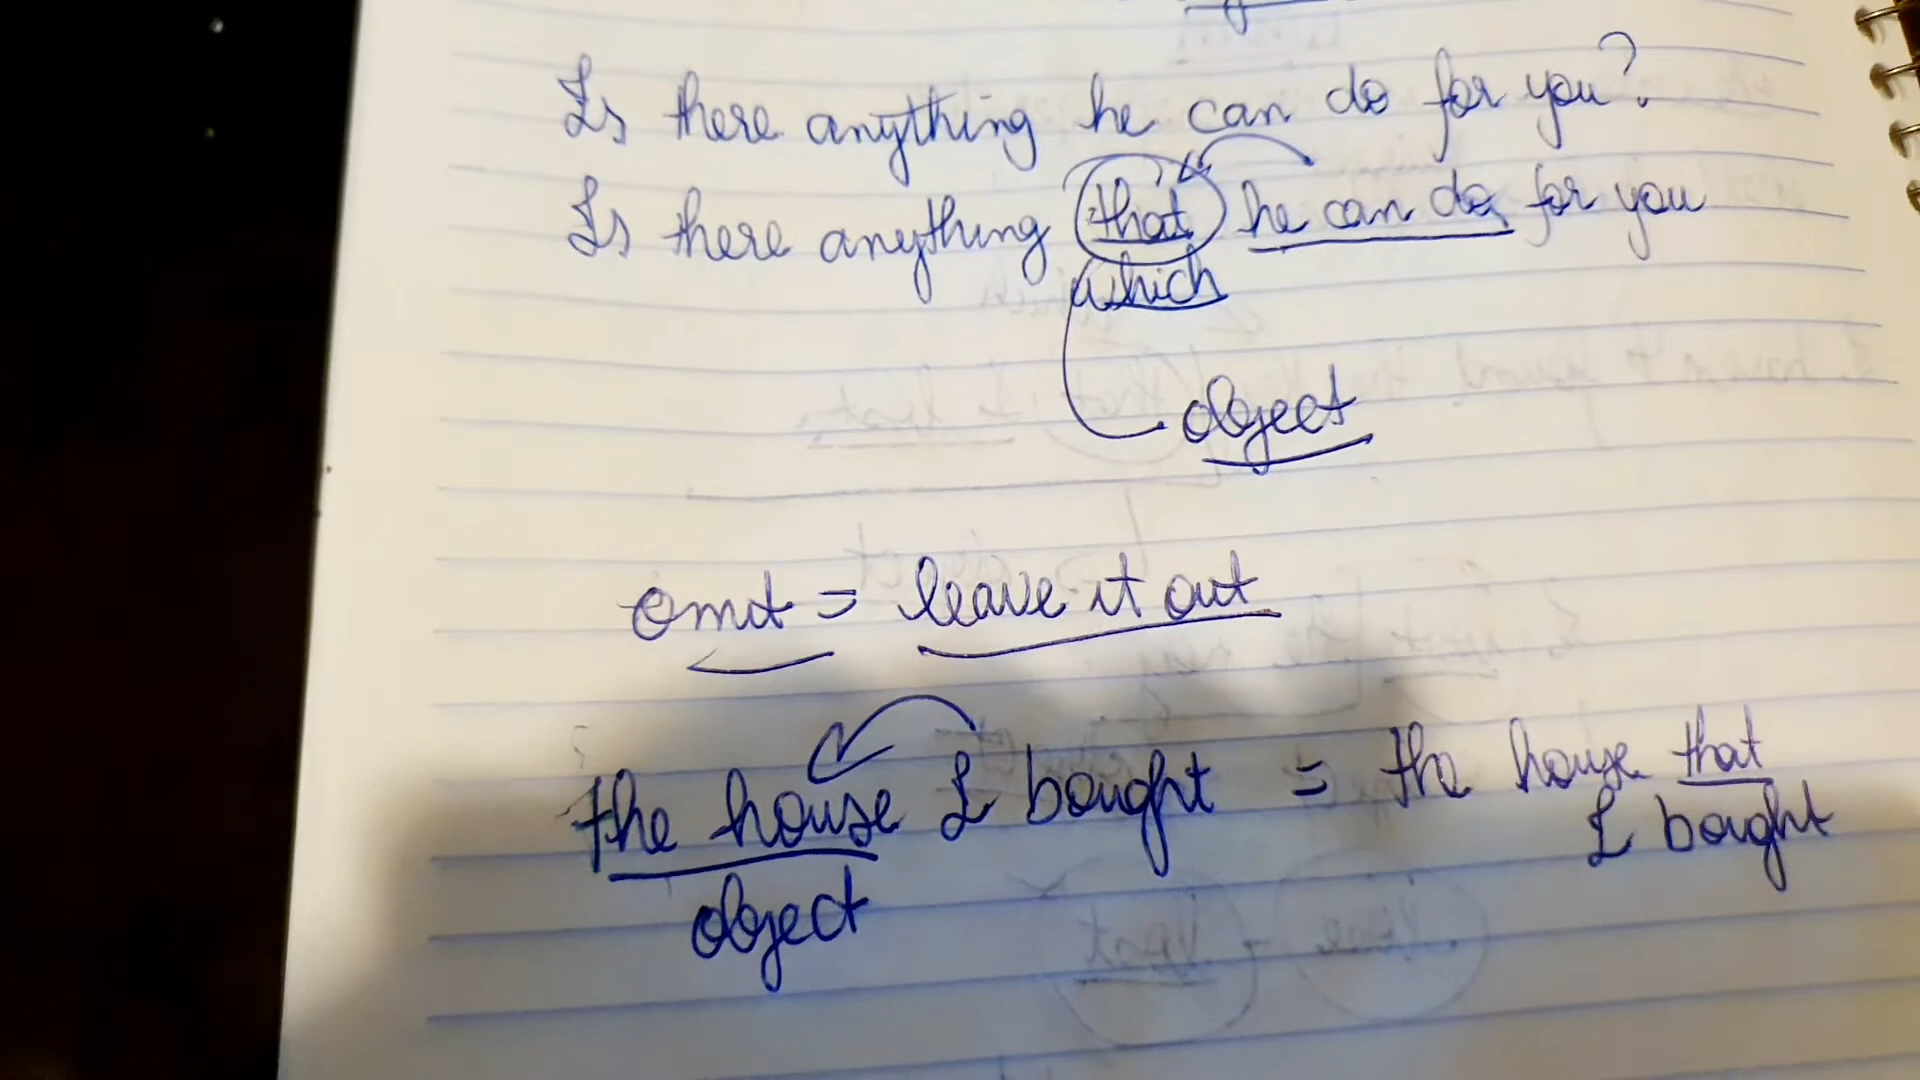 Is there anything he can do for you?
Is there anything that he can do for you
which
object
omit = leave it out
the house I bought = the house that
I bought
object